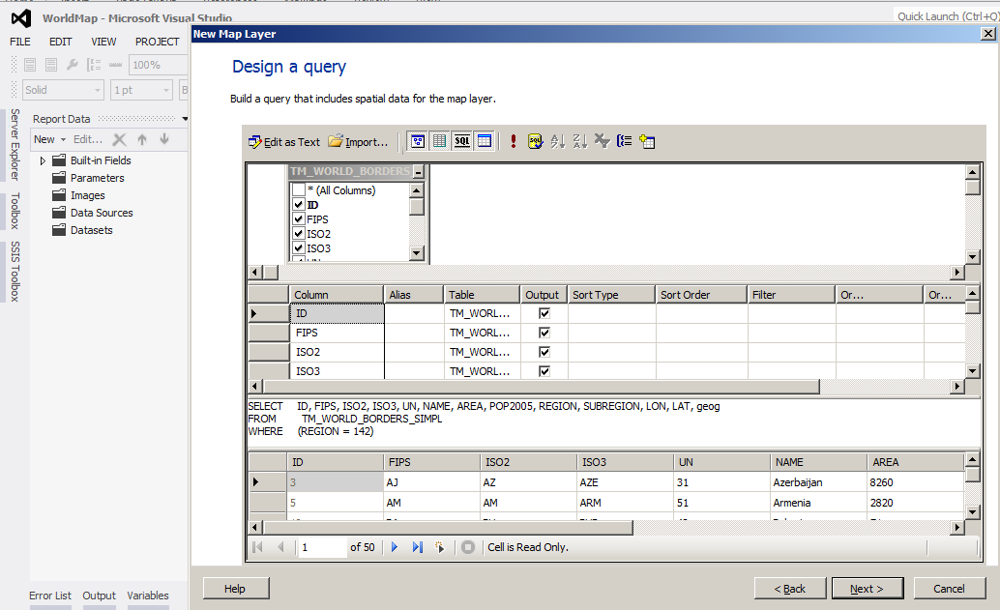 WorldMap - Microsoft Visual Studio
Quick Launch (Ctrl+Q)
FILE EDIT VIEW PROJECT
100%
Solid 1 pt B
Server Explorer
Toolbox
SSIS Toolbox
Report Data
New Edit...
Built-in Fields
Parameters
Images
Data Sources
Datasets
Error List Output Variables
New Map Layer
Design a query
Build a query that includes spatial data for the map layer.
Edit as Text Import... SQL
TM_WORLD_BORDERS
* (All Columns)
ID
FIPS
ISO2
ISO3
Column Alias Table Output Sort Type Sort Order Filter Or... Or...
ID TM_WORL...
FIPS TM_WORL...
ISO2 TM_WORL...
ISO3 TM_WORL...
SELECT ID, FIPS, ISO2, ISO3, UN, NAME, AREA, POP2005, REGION, SUBREGION, LON, LAT, geog
FROM TM_WORLD_BORDERS_SIMPL
WHERE (REGION = 142)
ID FIPS ISO2 ISO3 UN NAME AREA
3 AJ AZ AZE 31 Azerbaijan 8260
5 AM AM ARM 51 Armenia 2820
1 of 50 Cell is Read Only.
Help < Back Next > Cancel